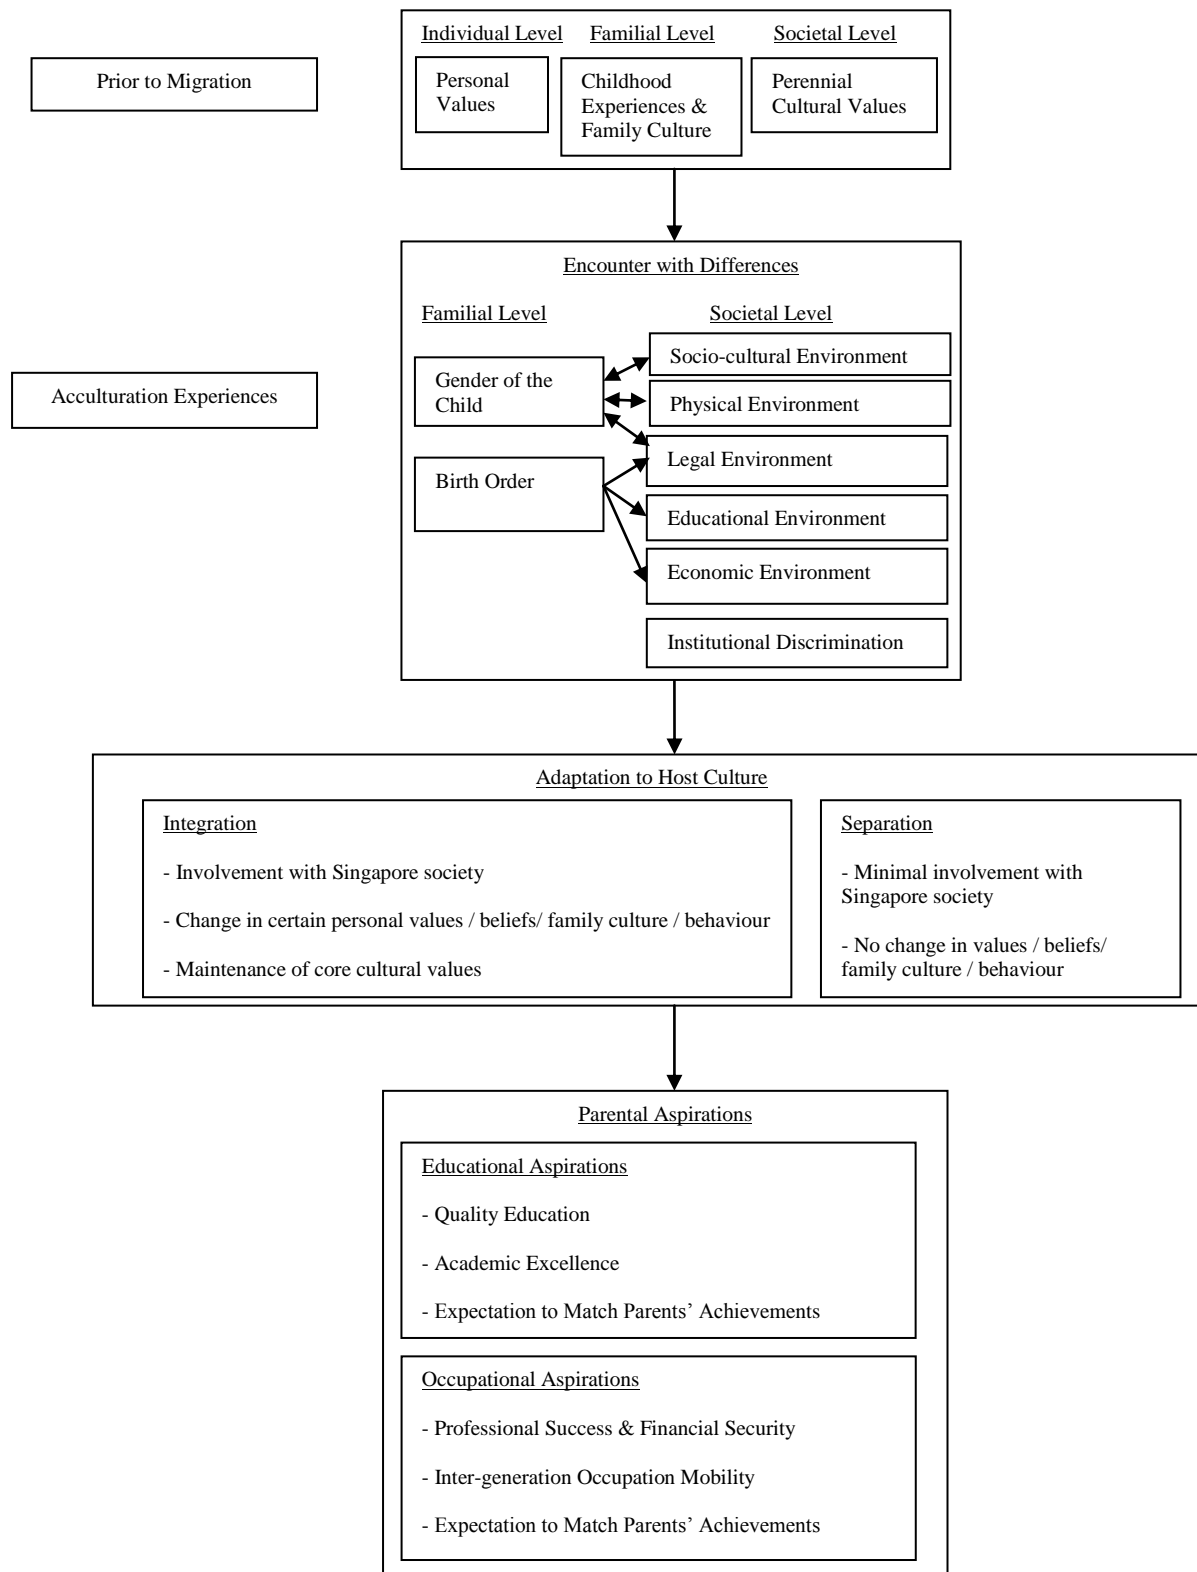 Individual Level
Familial Level
Societal Level
Prior to Migration
Personal
Values
Childhood
Experiences &
Family Culture
Perennial
Cultural Values
Encounter with Differences
Familial Level
Societal Level
Acculturation Experiences
Gender of the
Child
Birth Order
Socio-cultural Environment
Physical Environment
Legal Environment
Educational Environment
Economic Environment
Institutional Discrimination
Adaptation to Host Culture
Integration
- Involvement with Singapore society
- Change in certain personal values / beliefs/ family culture / behaviour
- Maintenance of core cultural values
Separation
- Minimal involvement with
Singapore society
- No change in values / beliefs/
family culture / behaviour
Parental Aspirations
Educational Aspirations
- Quality Education
- Academic Excellence
- Expectation to Match Parents’ Achievements
Occupational Aspirations
- Professional Success & Financial Security
- Inter-generation Occupation Mobility
- Expectation to Match Parents’ Achievements